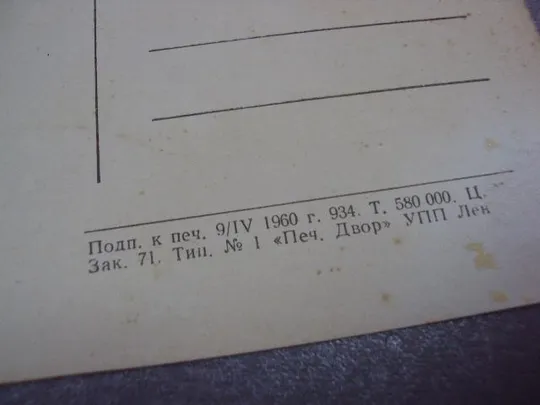 Подп. к печ. 9/IV 1960 г. 934. Т. 580 000. Ц.
Зак. 71. Тип. № 1 «Печ. Двор» УПП Лен